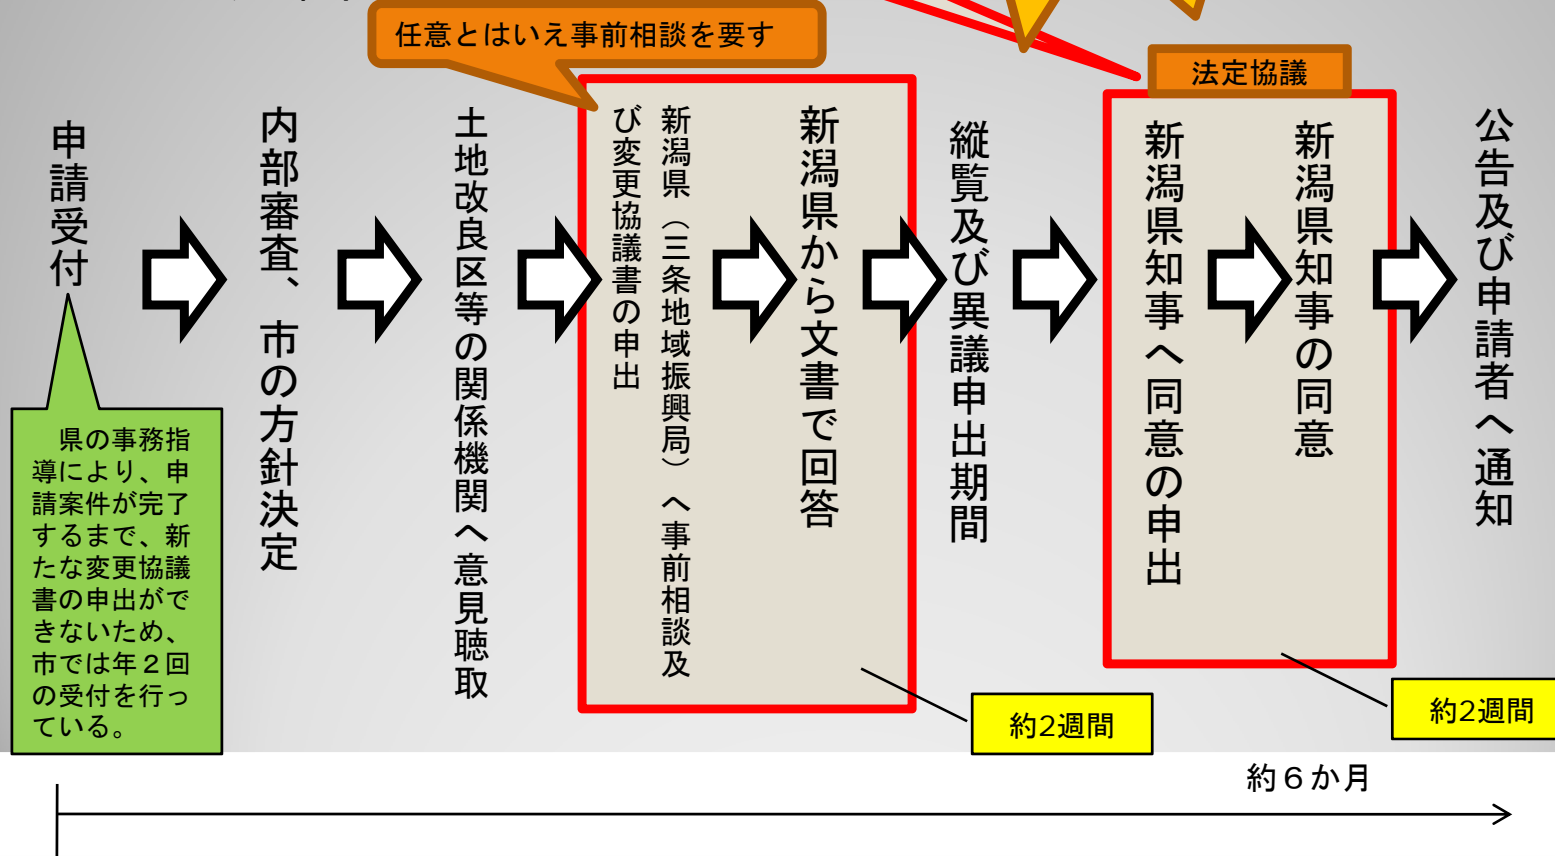 任意とはいえ事前相談を要す
法定協議
申請受付
内部審査、市の方針決定
土地改良区等の関係機関へ意見聴取
新潟県（三条地域振興局）へ事前相談及
び変更協議書の申出
新潟県から文書で回答
縦覧及び異議申出期間
新潟県知事へ同意の申出
新潟県知事の同意
公告及び申請者へ通知
県の事務指
導により、申
請案件が完了
するまで、新
たな変更協議
書の申出がで
きないため、
市では年２回
の受付を行っ
ている。
約2週間
約2週間
約６か月